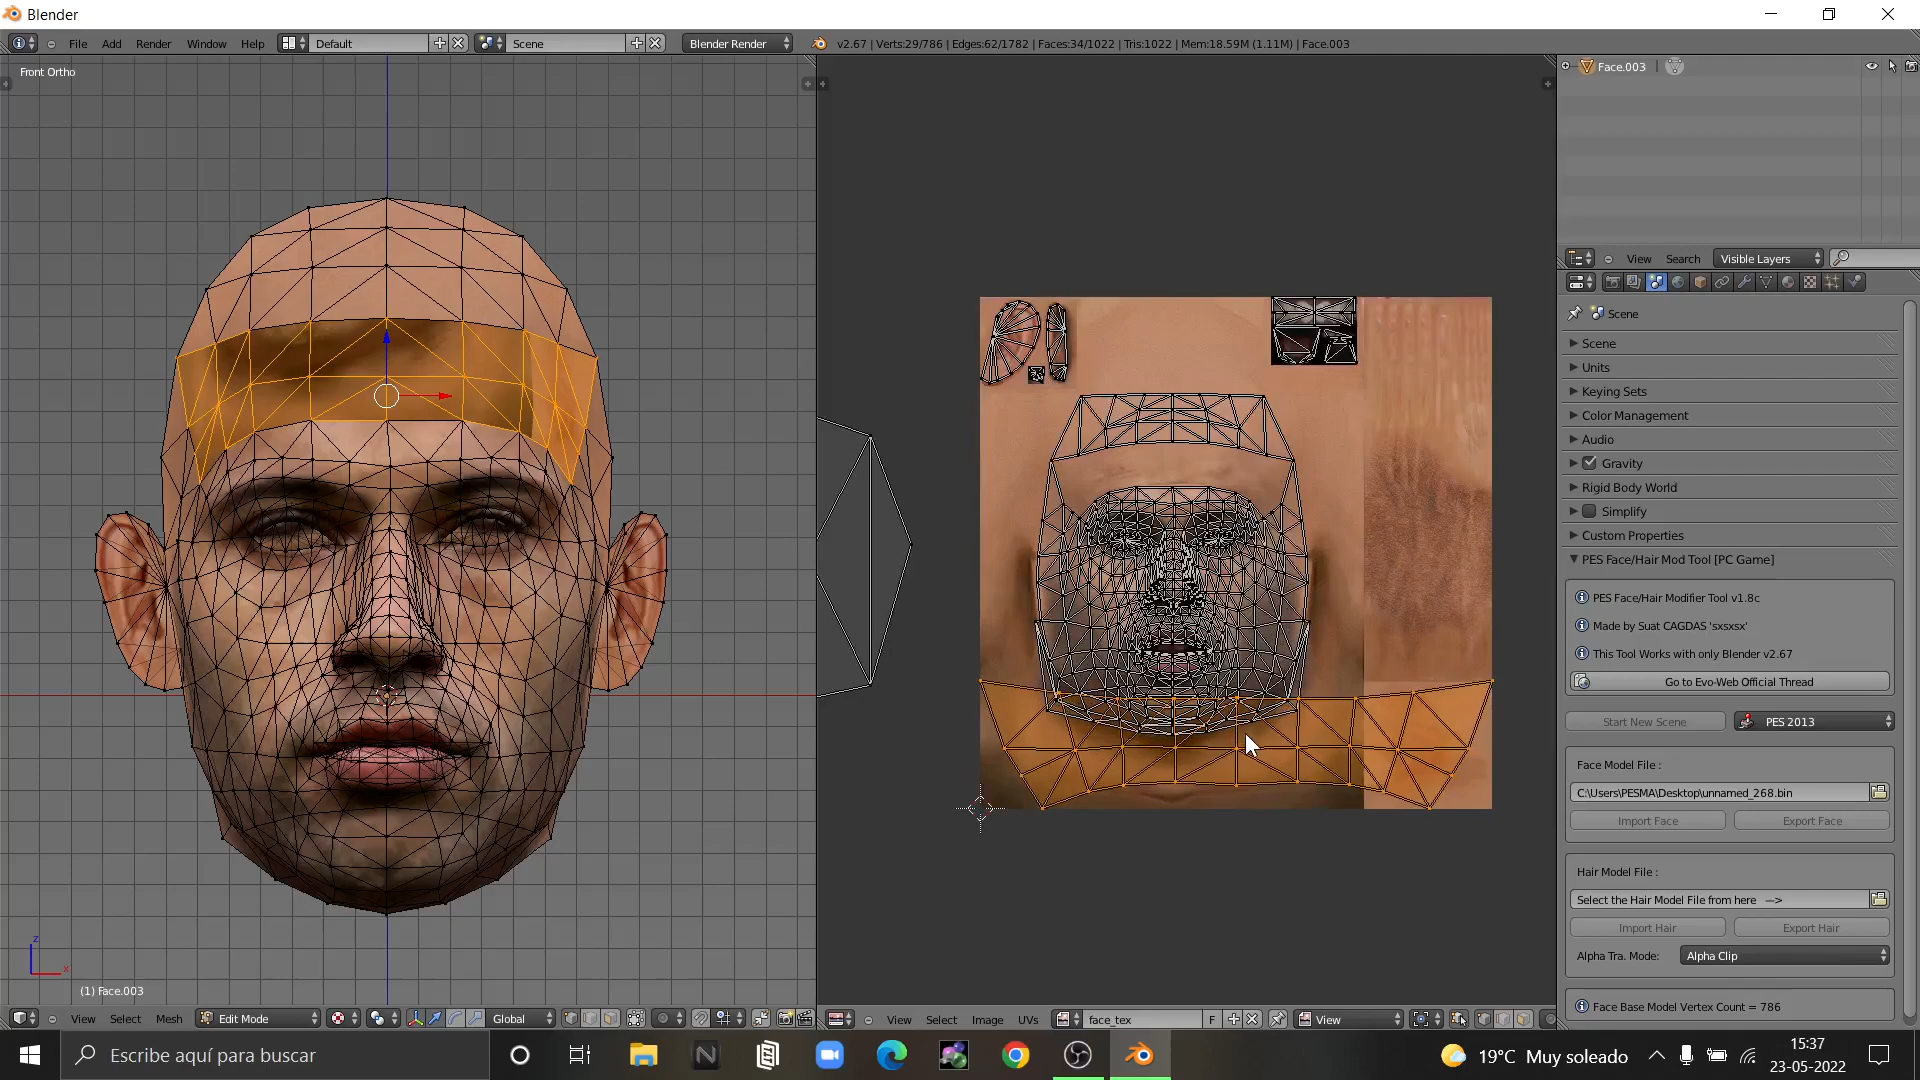 Blender
File Add Render Window Help Default Scene Blender Render v2.67 | Verts:29/786 | Edges:62/1782 | Faces:34/1022 | Tris:1022 | Mem:18.59M (1.11M) | Face.003
Front Ortho
Face.003
View Search Visible Layers
Scene
Scene
Units
Keying Sets
Color Management
Audio
Gravity
Rigid Body World
Simplify
Custom Properties
PES Face/Hair Mod Tool [PC Game]
PES Face/Hair Modifier Tool v1.8c
Made by Suat CAGDAS 'sxsxsx'
This Tool Works with only Blender v2.67
Go to Evo-Web Official Thread
Start New Scene PES 2013
Face Model File :
C:\Users\PESMA\Desktop\unnamed_268.bin
Import Face Export Face
Hair Model File :
Select the Hair Model File from here --->
Import Hair Export Hair
Alpha Tra. Mode: Alpha Clip
Face Base Model Vertex Count = 786
z
x
(1) Face.003
View Select Mesh Edit Mode Global
View Select Image UVs face_tex F View
Escribe aquí para buscar
19°C Muy soleado
15:37
23-05-2022